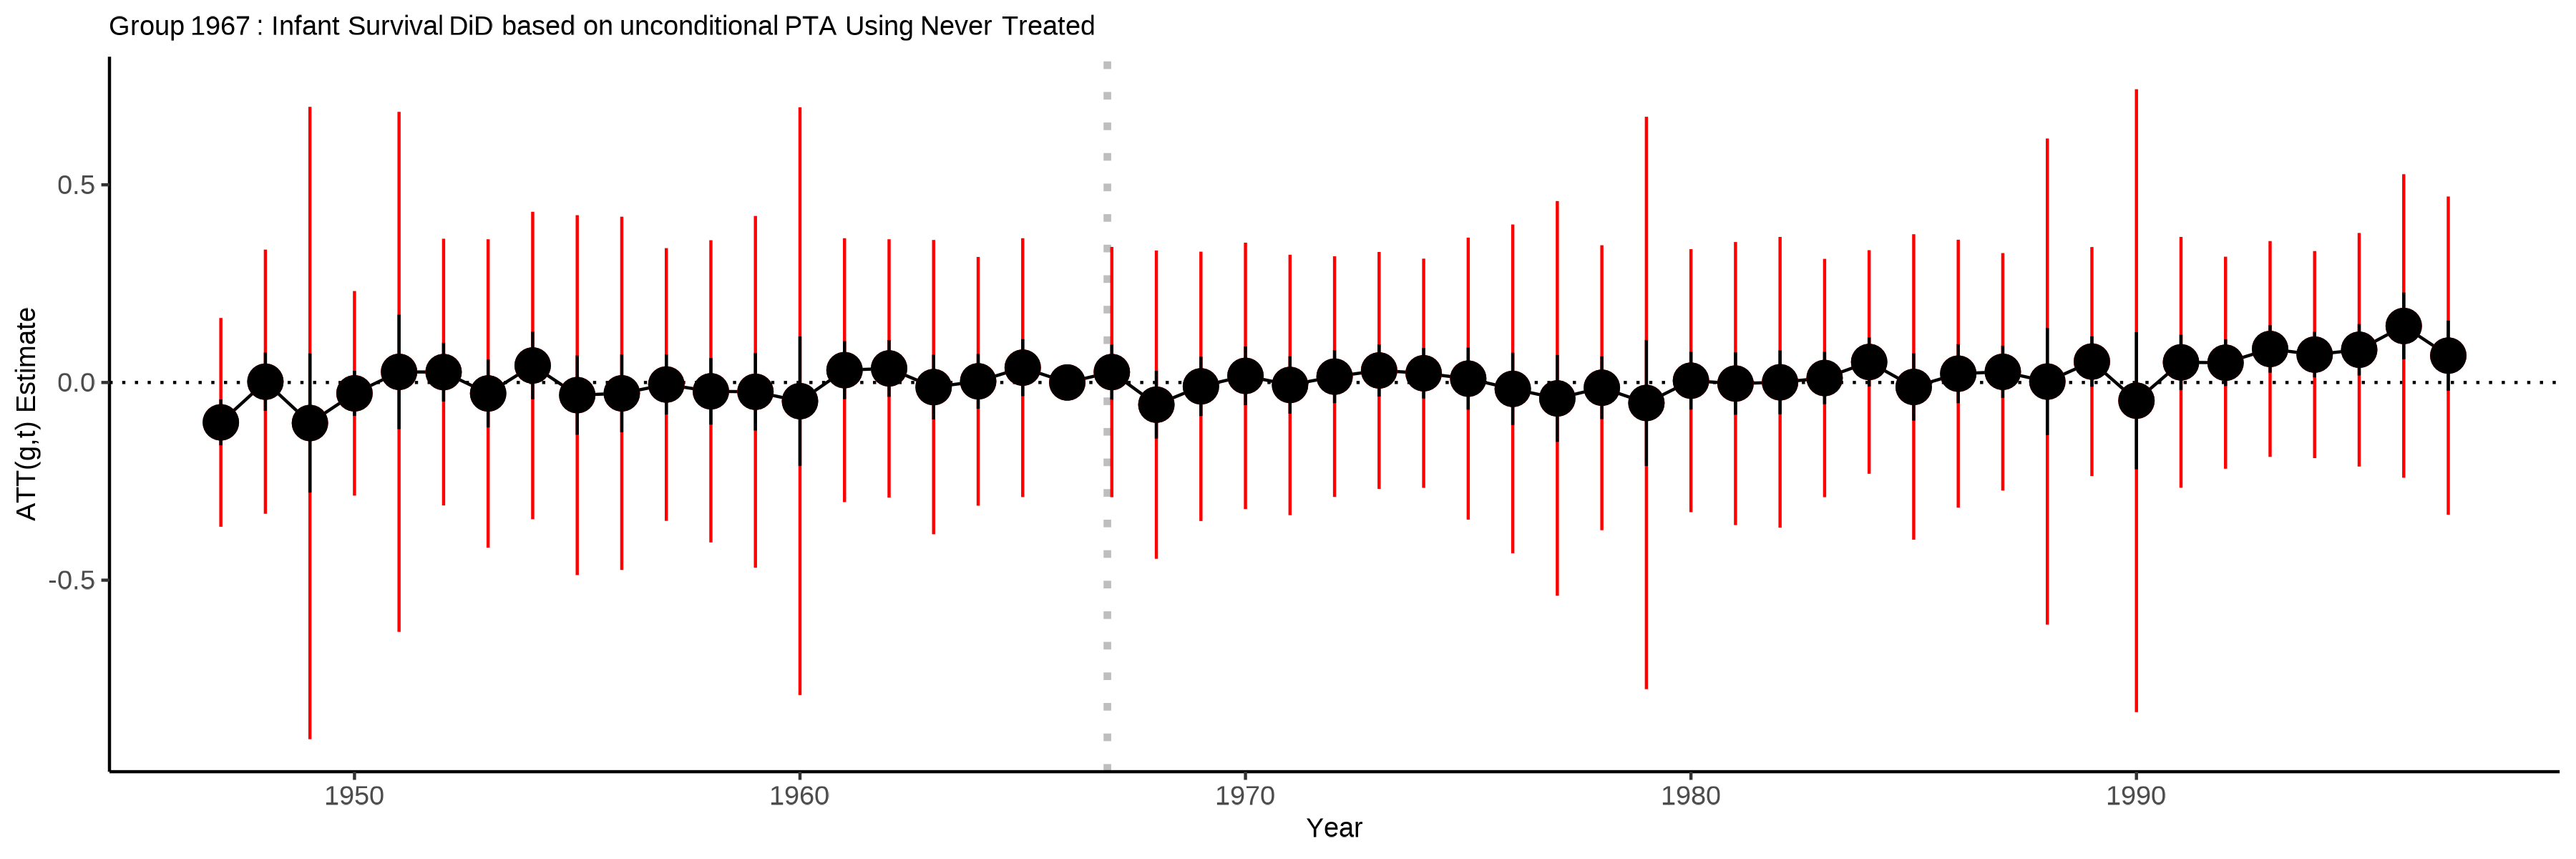 Group 1967 : Infant Survival DiD based on unconditional PTA Using Never Treated
ATT(g,t) Estimate
0.5
0.0
-0.5
1950 1960 1970 1980 1990
Year